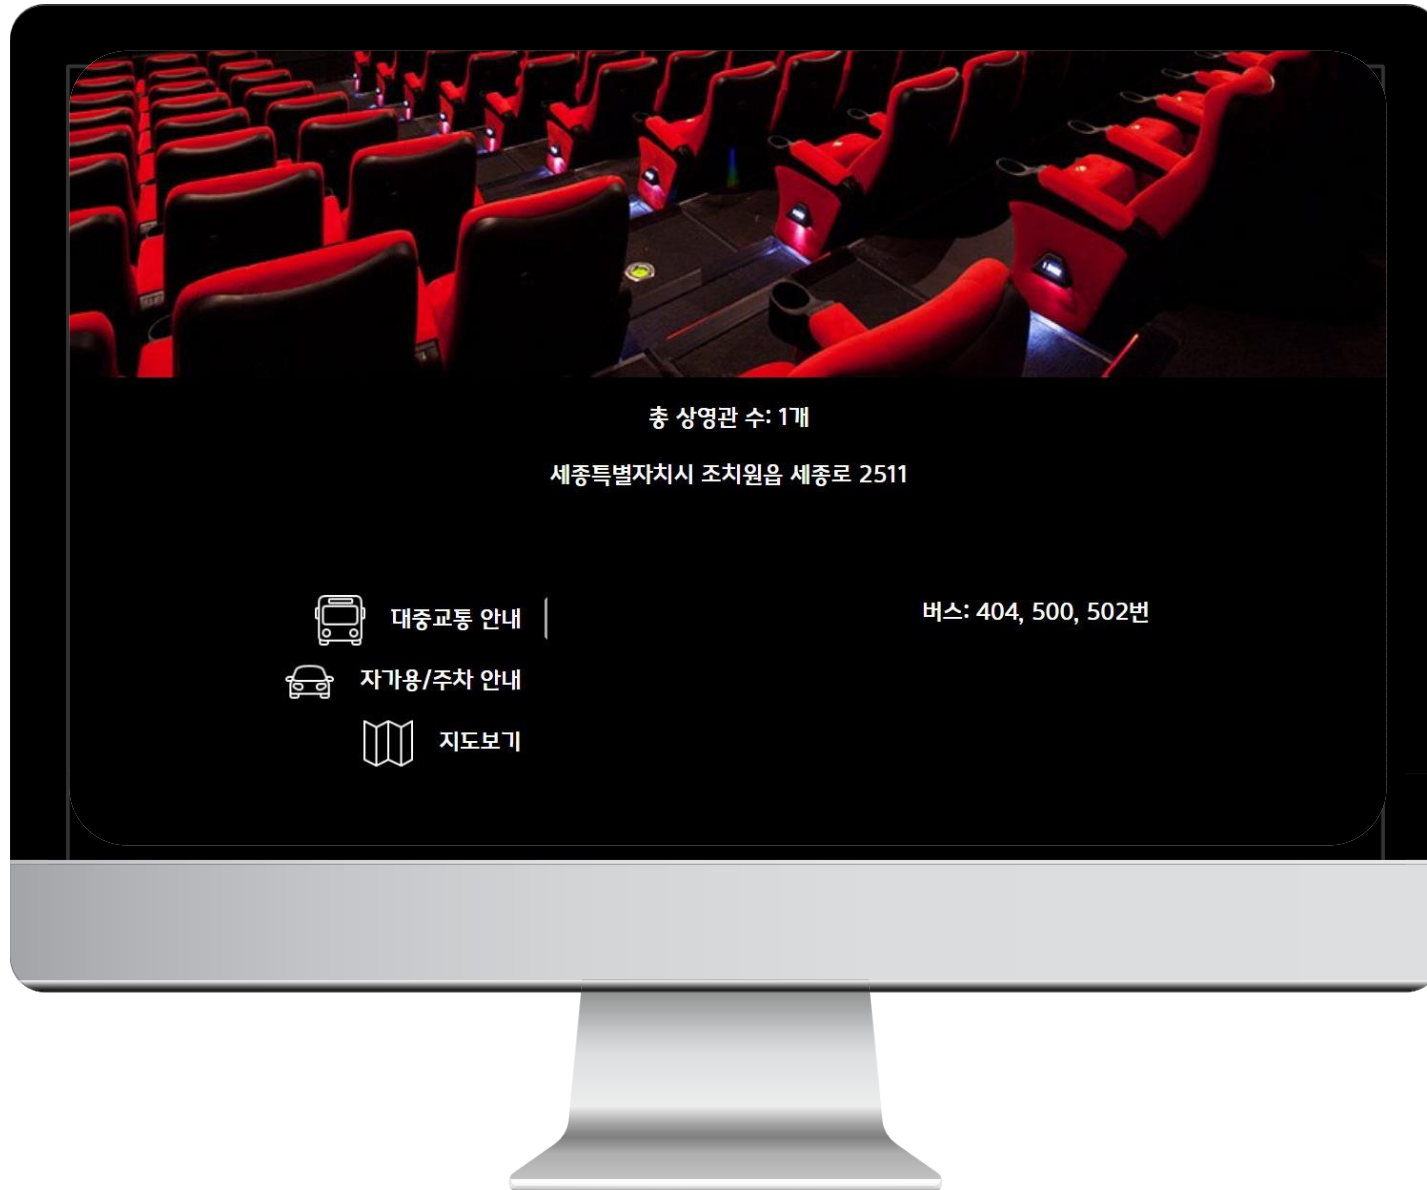 총 상영관 수: 1개
세종특별자치시 조치원읍 세종로 2511
대중교통 안내
버스: 404, 500, 502번
자가용/주차 안내
지도보기